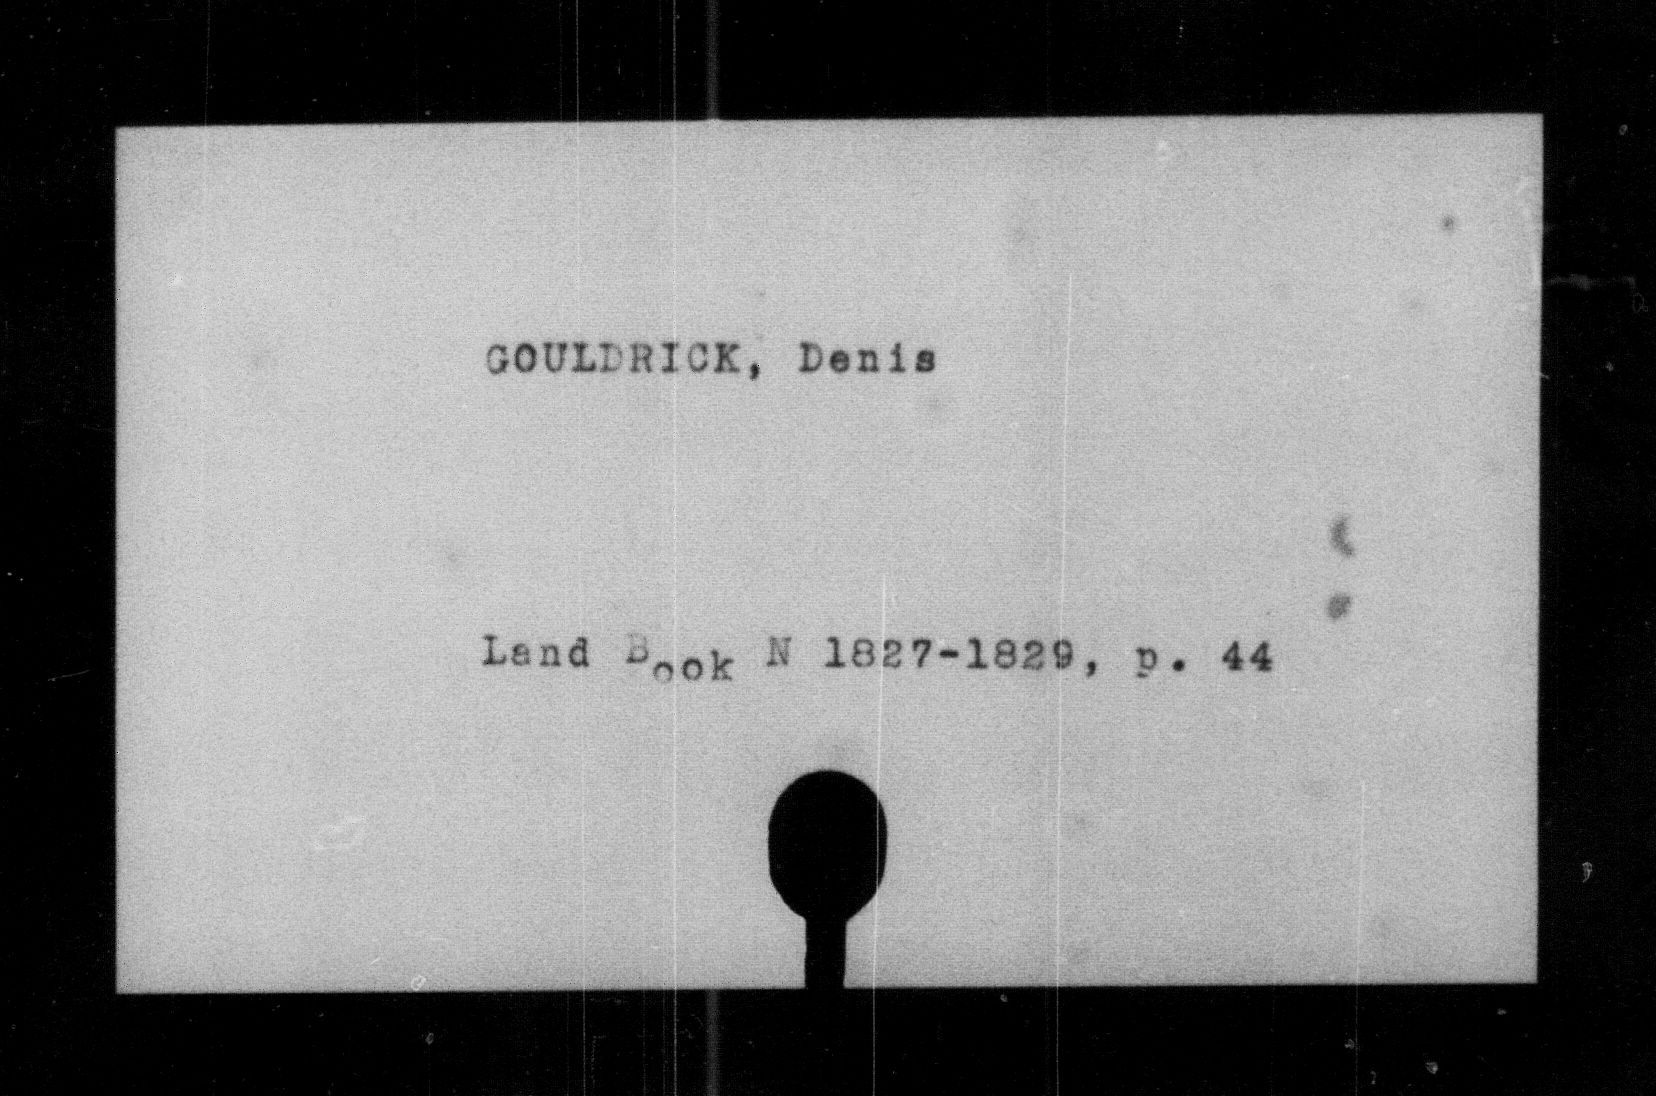 GOULDRICK, Denis
Land Book N 1827-1829, p. 44